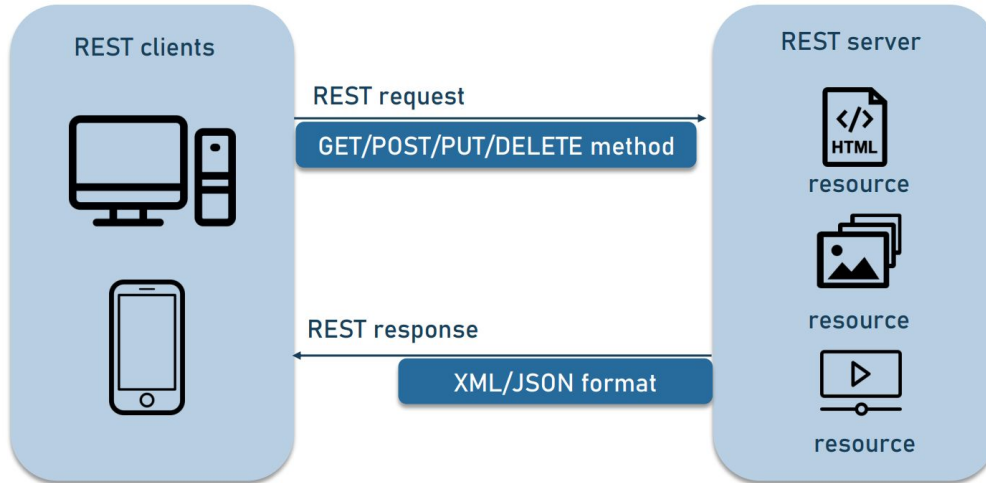 REST clients
REST request
GET/POST/PUT/DELETE method
REST response
XML/JSON format
REST server
</>
HTML
resource
resource
resource